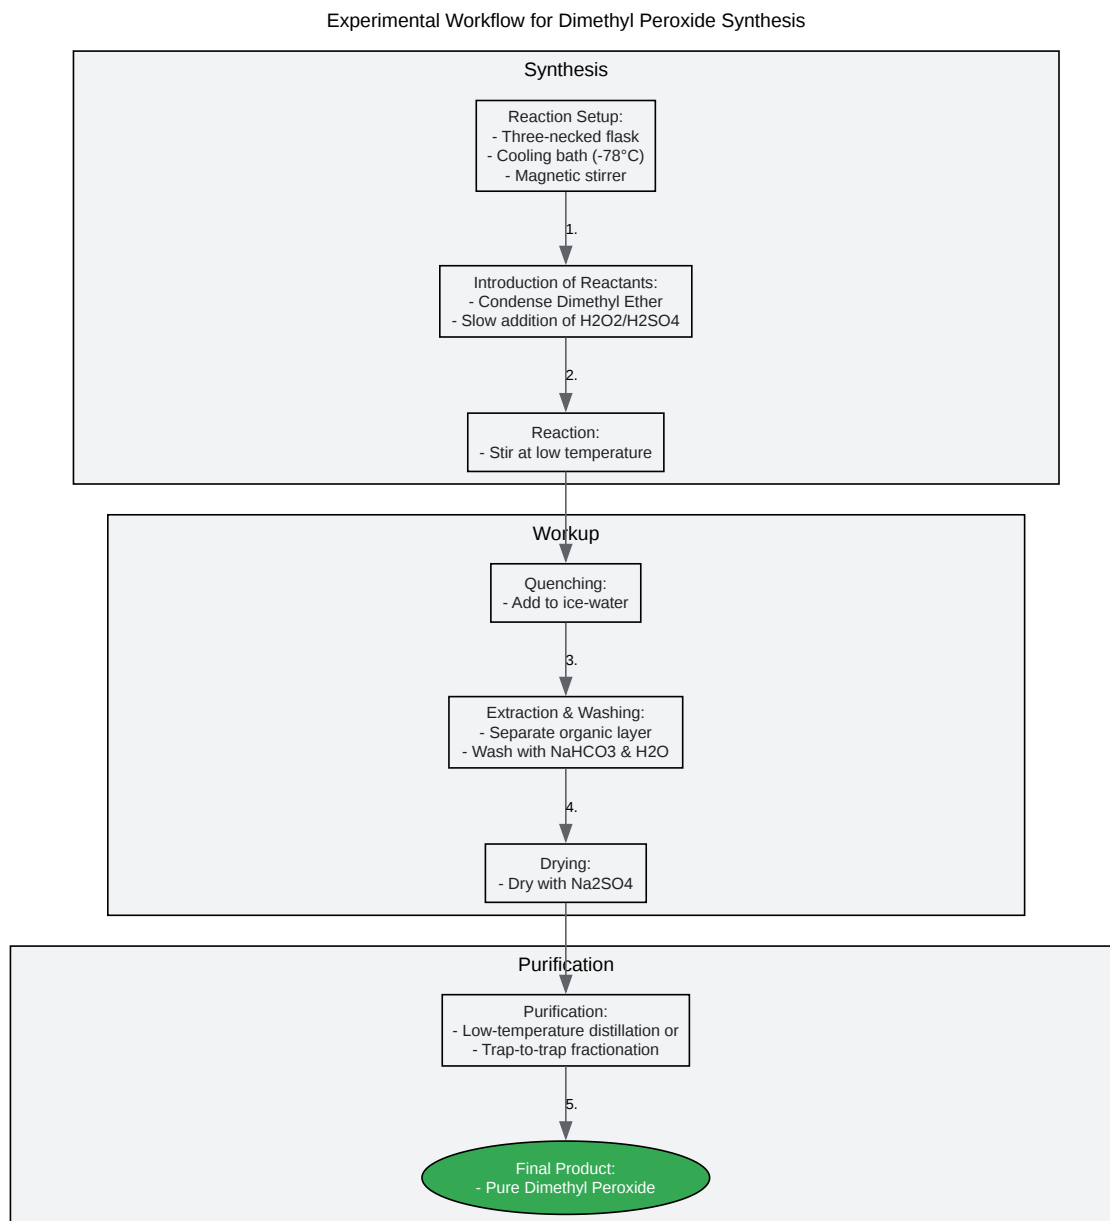 Experimental Workflow for Dimethyl Peroxide Synthesis
Synthesis
Reaction Setup:
- Three-necked flask
- Cooling bath (-78°C)
- Magnetic stirrer
1.
Introduction of Reactants:
- Condense Dimethyl Ether
- Slow addition of H2O2/H2SO4
2.
Reaction:
- Stir at low temperature
Workup
Quenching:
- Add to ice-water
3.
Extraction & Washing:
- Separate organic layer
- Wash with NaHCO3 & H2O
4.
Drying:
- Dry with Na2SO4
Purification
Purification:
- Low-temperature distillation or
- Trap-to-trap fractionation
5.
Final Product:
- Pure Dimethyl Peroxide